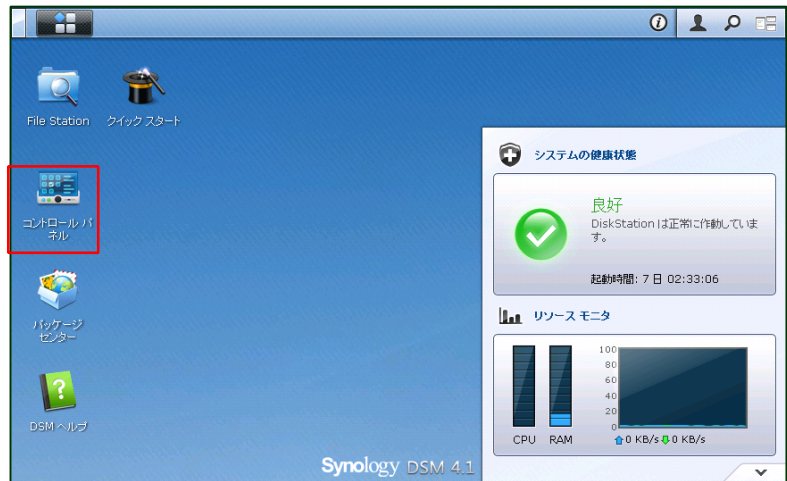 File Station
クイック スタート
コントロール パ
ネル
パッケージ
センター
DSM ヘルプ
システムの健康状態
良好
DiskStation は正常に作動していま
す。
起動時間: 7 日 02:33:06
リソース モニタ
100
80
60
40
20
0
CPU RAM
0 KB/s 0 KB/s
Synology DSM 4.1